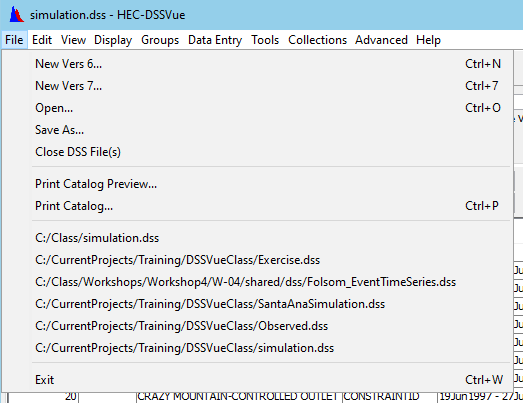 simulation.dss - HEC-DSSVue
File Edit View Display Groups Data Entry Tools Collections Advanced Help
New Vers 6... Ctrl+N
New Vers 7... Ctrl+7
Open... Ctrl+O
Save As...
Close DSS File(s)
Print Catalog Preview...
Print Catalog... Ctrl+P
C:/Class/simulation.dss
C:/CurrentProjects/Training/DSSVueClass/Exercise.dss
C:/Class/Workshops/Workshop4/W-04/shared/dss/Folsom_EventTimeSeries.dss
C:/CurrentProjects/Training/DSSVueClass/SantaAnaSimulation.dss
C:/CurrentProjects/Training/DSSVueClass/Observed.dss
C:/CurrentProjects/Training/DSSVueClass/simulation.dss
Exit Ctrl+W
20 CRAZY MOUNTAIN-CONTROLLED OUTLET CONSTRAINTID 19Jun1997 - 27Ju